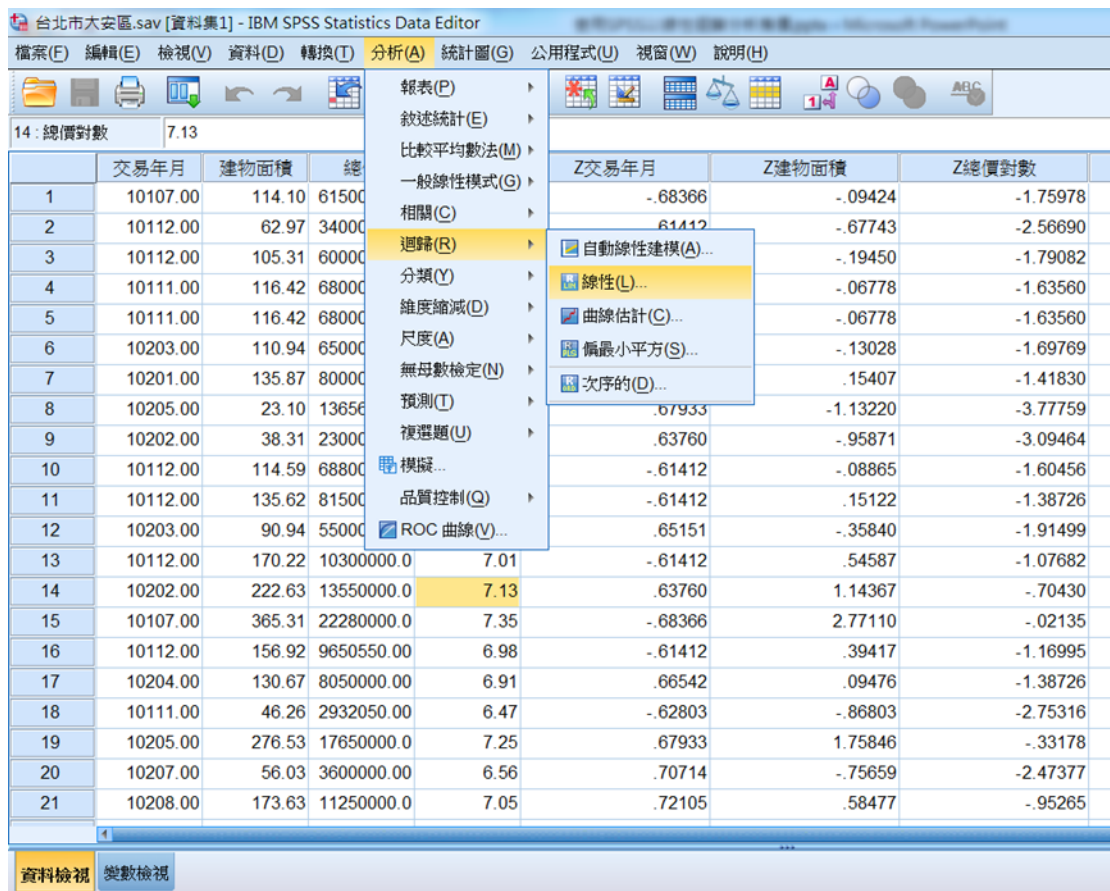 台北市大安區.sav [資料集1] - IBM SPSS Statistics Data Editor
檔案(F) 編輯(E) 檢視(V) 資料(D) 轉換(T) 分析(A) 統計圖(G) 公用程式(U) 視窗(W) 說明(H)
14 : 總價對數 7.13
報表(P)
敘述統計(E)
比較平均數法(M)
一般線性模式(G)
相關(C)
迴歸(R)
分類(Y)
維度縮減(D)
尺度(A)
無母數檢定(N)
預測(T)
複選題(U)
模擬...
品質控制(Q)
ROC 曲線(V)...
自動線性建模(A)...
線性(L)...
曲線估計(C)...
偏最小平方(S)...
次序的(D)...
交易年月 建物面積 總 Z交易年月 Z建物面積 Z總價對數
1 10107.00 114.10 61500 -.68366 -.09424 -1.75978
2 10112.00 62.97 34000 -.61412 -.67743 -2.56690
3 10112.00 105.31 60000 -.19450 -1.79082
4 10111.00 116.42 68000 -.06778 -1.63560
5 10111.00 116.42 68000 -.06778 -1.63560
6 10203.00 110.94 65000 -.13028 -1.69769
7 10201.00 135.87 80000 .15407 -1.41830
8 10205.00 23.10 13656 .67933 -1.13220 -3.77759
9 10202.00 38.31 23000 .63760 -.95871 -3.09464
10 10112.00 114.59 68800 -.61412 -.08865 -1.60456
11 10112.00 135.62 81500 -.61412 .15122 -1.38726
12 10203.00 90.94 55000 .65151 -.35840 -1.91499
13 10112.00 170.22 10300000.0 7.01 -.61412 .54587 -1.07682
14 10202.00 222.63 13550000.0 7.13 .63760 1.14367 -.70430
15 10107.00 365.31 22280000.0 7.35 -.68366 2.77110 -.02135
16 10112.00 156.92 9650550.00 6.98 -.61412 .39417 -1.16995
17 10204.00 130.67 8050000.00 6.91 .66542 .09476 -1.38726
18 10111.00 46.26 2932050.00 6.47 -.62803 -.86803 -2.75316
19 10205.00 276.53 17650000.0 7.25 .67933 1.75846 -.33178
20 10207.00 56.03 3600000.00 6.56 .70714 -.75659 -2.47377
21 10208.00 173.63 11250000.0 7.05 .72105 .58477 -.95265
資料檢視 變數檢視